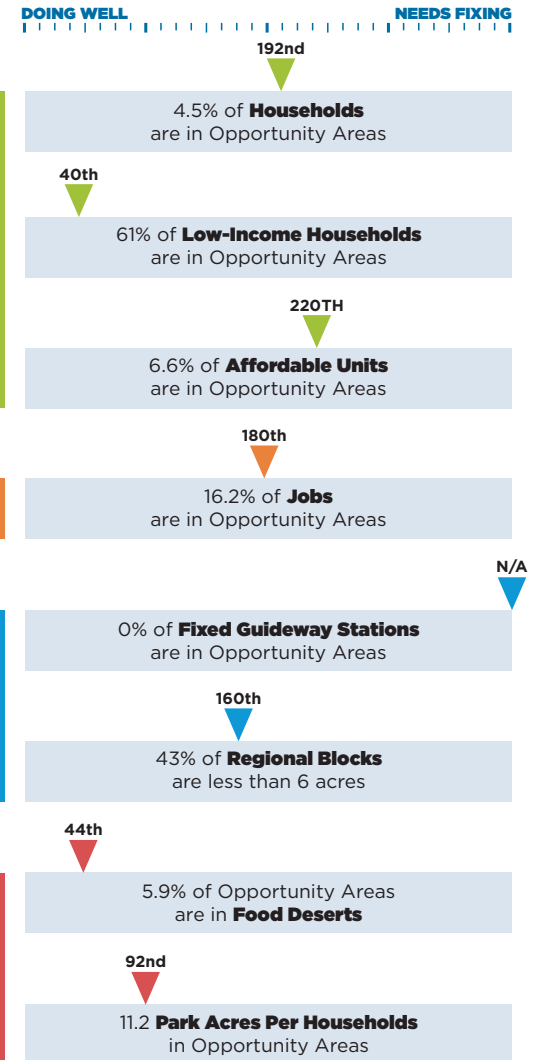 DOING WELL NEEDS FIXING
192nd
4.5% of Households
are in Opportunity Areas
40th
61% of Low-Income Households
are in Opportunity Areas
220TH
6.6% of Affordable Units
are in Opportunity Areas
180th
16.2% of Jobs
are in Opportunity Areas
N/A
0% of Fixed Guideway Stations
are in Opportunity Areas
160th
43% of Regional Blocks
are less than 6 acres
44th
5.9% of Opportunity Areas
are in Food Deserts
92nd
11.2 Park Acres Per Households
in Opportunity Areas